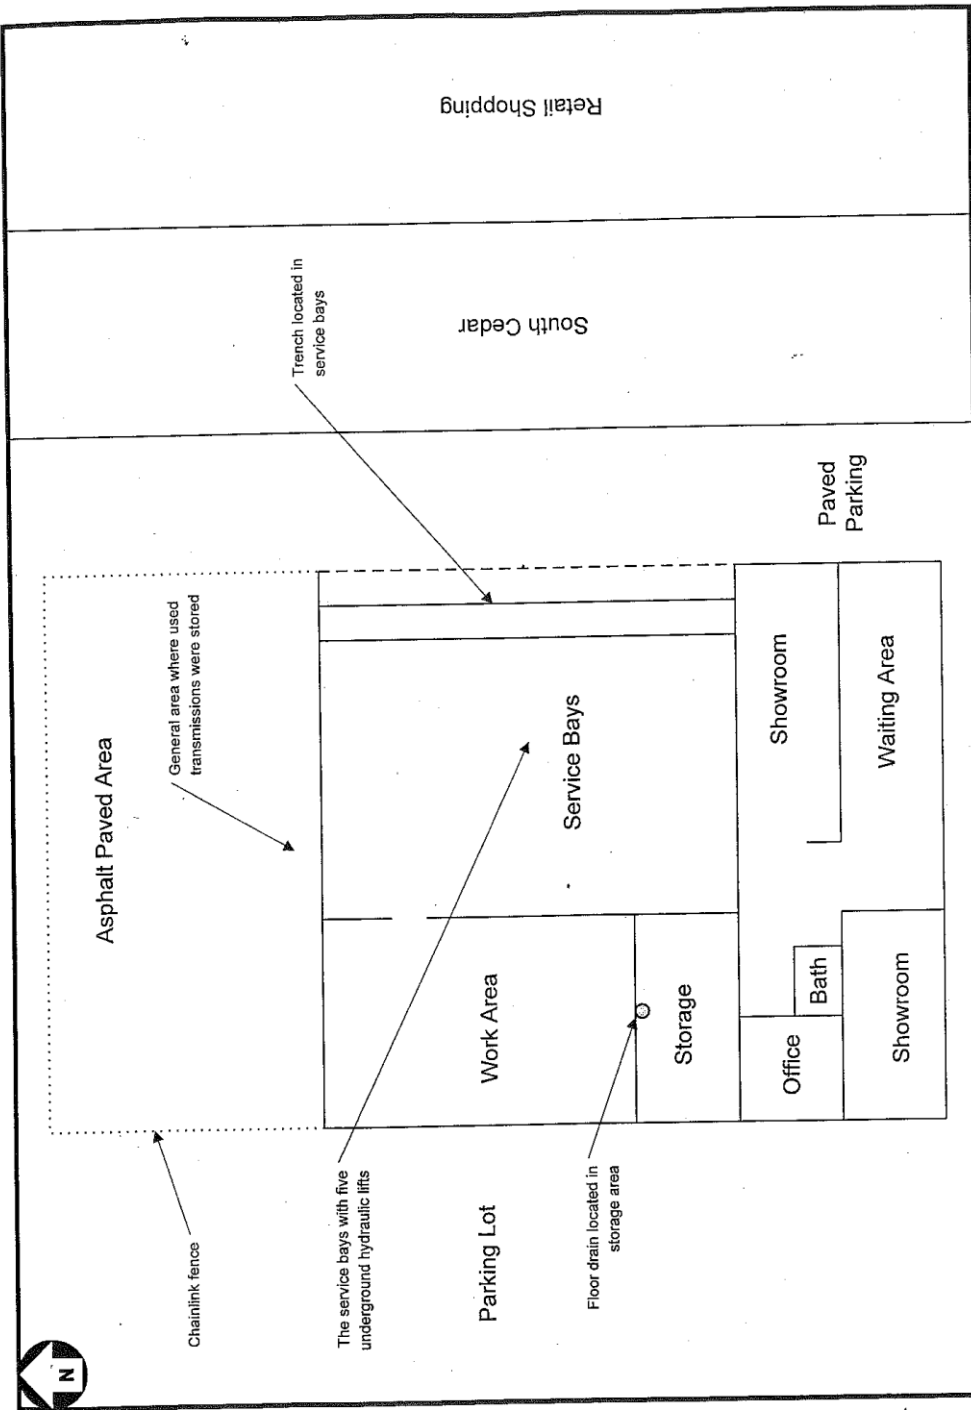 Retail Shopping
South Cedar
Trench located in
service bays
Paved
Parking
General area where used
transmissions were stored
Asphalt Paved Area
Service Bays
Showroom
Waiting Area
Work Area
Storage
Bath
Office
Showroom
Chainlink fence
The service bays with five
underground hydraulic lifts
Parking Lot
Floor drain located in
storage area
N